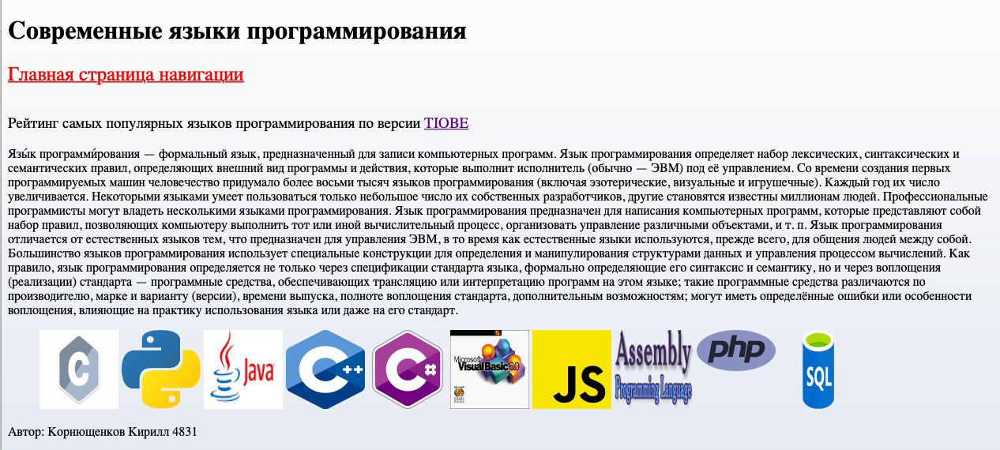 Современные языки программирования
Главная страница навигации
Рейтинг самых популярных языков программирования по версии TIOBE
Язы́к программи́рования — формальный язык, предназначенный для записи компьютерных программ. Язык программирования определяет набор лексических, синтаксических и
семантических правил, определяющих внешний вид программы и действия, которые выполнит исполнитель (обычно — ЭВМ) под её управлением. Со времени создания первых
программируемых машин человечество придумало более восьми тысяч языков программирования (включая эзотерические, визуальные и игрушечные). Каждый год их число
увеличивается. Некоторыми языками умеет пользоваться только небольшое число их собственных разработчиков, другие становятся известны миллионам людей. Профессиональные
программисты могут владеть несколькими языками программирования. Язык программирования предназначен для написания компьютерных программ, которые представляют собой
набор правил, позволяющих компьютеру выполнить тот или иной вычислительный процесс, организовать управление различными объектами, и т. п. Язык программирования
отличается от естественных языков тем, что предназначен для управления ЭВМ, в то время как естественные языки используются, прежде всего, для общения людей между собой.
Большинство языков программирования использует специальные конструкции для определения и манипулирования структурами данных и управления процессом вычислений. Как
правило, язык программирования определяется не только через спецификации стандарта языка, формально определяющие его синтаксис и семантику, но и через воплощения
(реализации) стандарта — программные средства, обеспечивающих трансляцию или интерпретацию программ на этом языке; такие программные средства различаются по
производителю, марке и варианту (версии), времени выпуска, полноте воплощения стандарта, дополнительным возможностям; могут иметь определённые ошибки или особенности
воплощения, влияющие на практику использования языка или даже на его стандарт.
C
Java
C++
C#
Microsoft
Visual Basic 6.0
JS
Assembly
Programming Language
php
SQL
Автор: Корнющенков Кирилл 4831